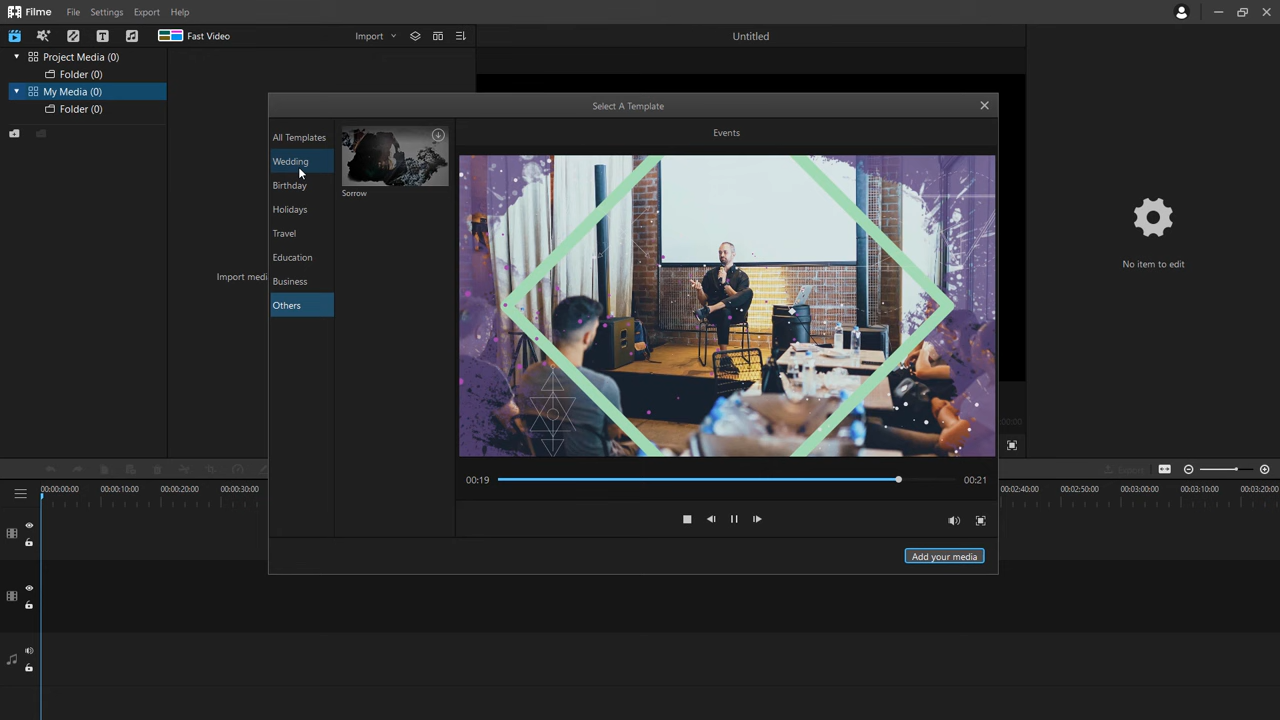 Filme
File
Settings
Export
Help
Fast Video
Import
Untitled
Project Media (0)
Folder (0)
My Media (0)
Folder (0)
Select A Template
All Templates
Wedding
Birthday
Holidays
Travel
Education
Business
Others
Sorrow
Events
Import medi
No item to edit
00:19
00:21
Add your media
00:00:00:00
00:00:10:00
00:00:20:00
00:00:30:00
00:02:40:00
00:02:50:00
00:03:00:00
00:03:10:00
00:03:20:00